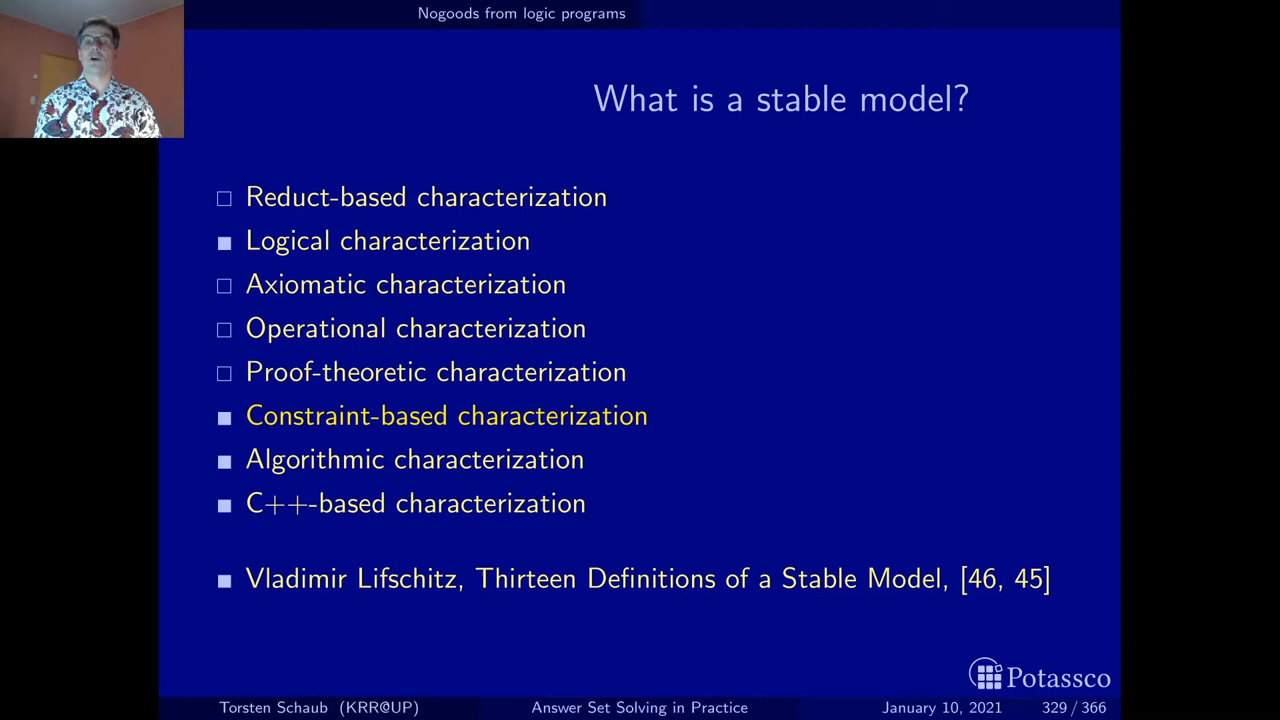 Nogoods from logic programs
What is a stable model?
Reduct-based characterization
Logical characterization
Axiomatic characterization
Operational characterization
Proof-theoretic characterization
Constraint-based characterization
Algorithmic characterization
C++-based characterization
Vladimir Lifschitz, Thirteen Definitions of a Stable Model, [46, 45]
Potassco
Torsten Schaub (KRR@UP) Answer Set Solving in Practice January 10, 2021 329 / 366